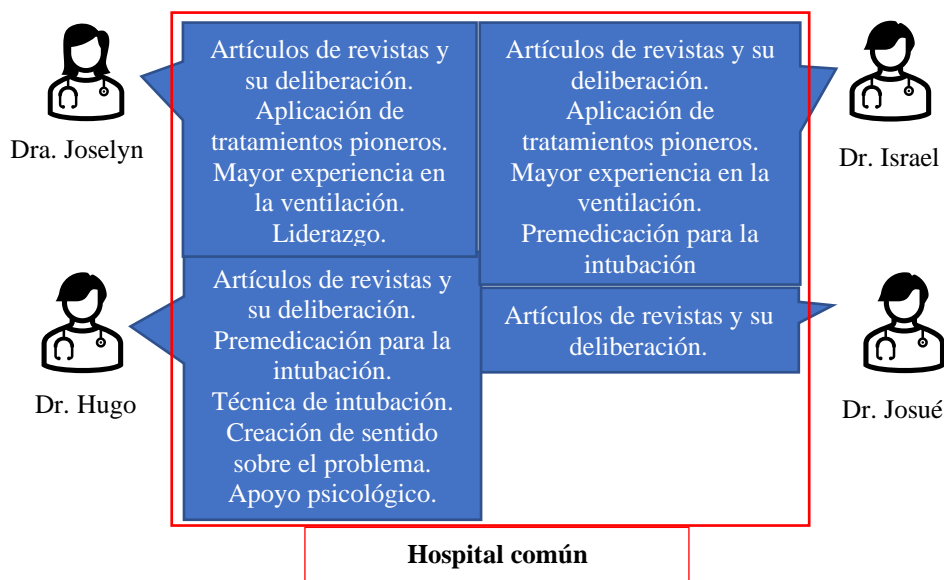 Artículos de revistas y
su deliberación.
Aplicación de
tratamientos pioneros.
Mayor experiencia en
la ventilación.
Liderazgo.
Dra. Joselyn
Artículos de revistas y su
deliberación.
Aplicación de
tratamientos pioneros.
Mayor experiencia en la
ventilación.
Premedicación para la
intubación
Dr. Israel
Artículos de revistas y
su deliberación.
Premedicación para la
intubación.
Técnica de intubación.
Creación de sentido
sobre el problema.
Apoyo psicológico.
Dr. Hugo
Artículos de revistas y su
deliberación.
Dr. Josué
Hospital común